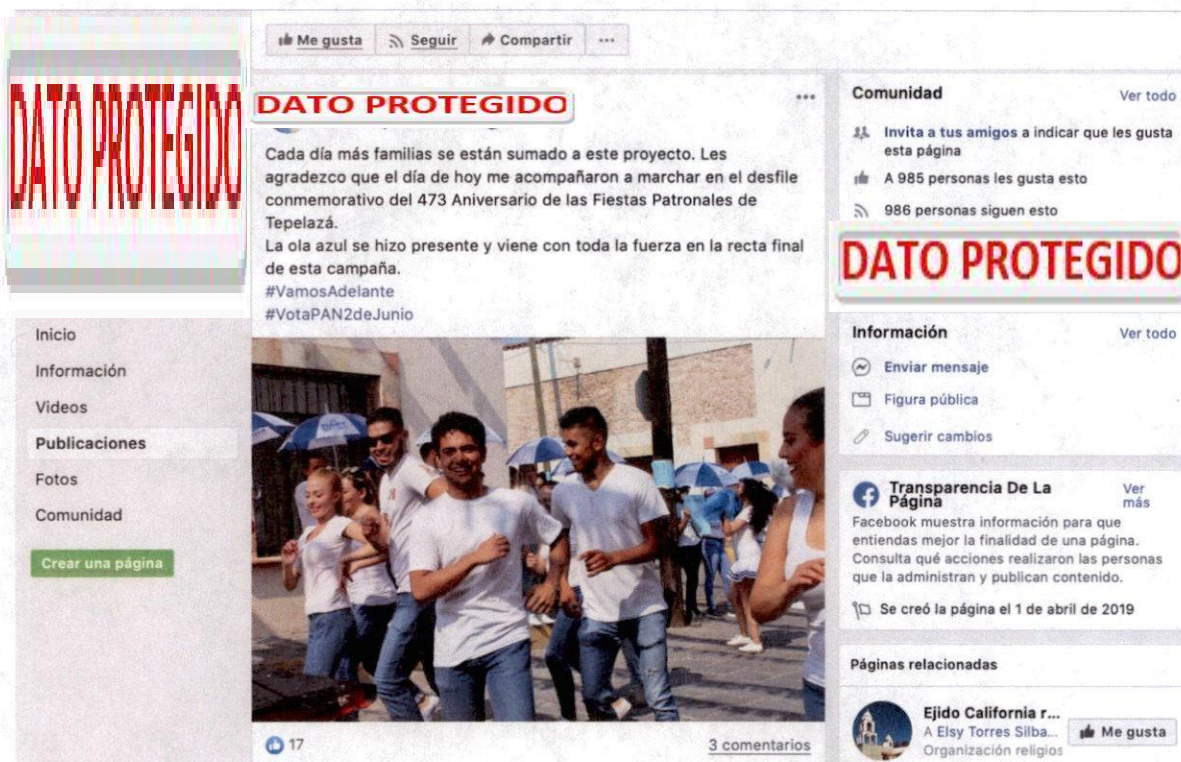 Me gusta Seguir Compartir ...
DATO PROTEGIDO
DATO PROTEGIDO
Cada día más familias se están sumado a este proyecto. Les
agradezco que el día de hoy me acompañaron a marchar en el desfile
conmemorativo del 473 Aniversario de las Fiestas Patronales de
Tepelazá.
La ola azul se hizo presente y viene con toda la fuerza en la recta final
de esta campaña.
#VamosAdelante
#VotaPAN2deJunio
Inicio
Información
Videos
Publicaciones
Fotos
Comunidad
Crear una página
17
3 comentarios
Comunidad Ver todo
Invita a tus amigos a indicar que les gusta
esta página
A 985 personas les gusta esto
986 personas siguen esto
DATO PROTEGIDO
Información Ver todo
Enviar mensaje
Figura pública
Sugerir cambios
Transparencia De La Ver
Página más
Facebook muestra información para que
entiendas mejor la finalidad de una página.
Consulta qué acciones realizaron las personas
que la administran y publican contenido.
Se creó la página el 1 de abril de 2019
Páginas relacionadas
Ejido California r...
A Elsy Torres Silba...
Organización religios
Me gusta